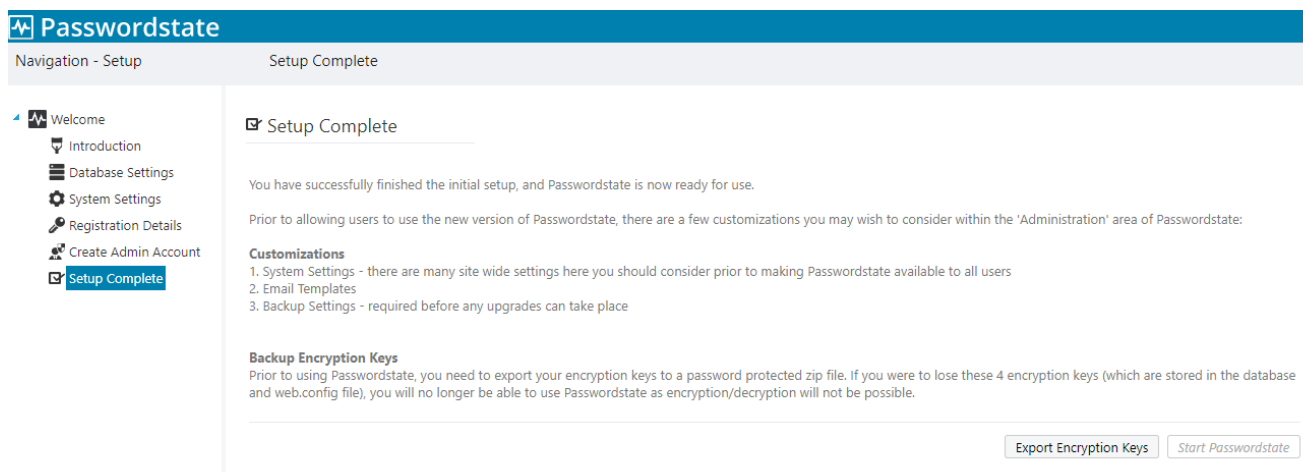 Passwordstate
Navigation - Setup
Setup Complete
Welcome
Introduction
Database Settings
System Settings
Registration Details
Create Admin Account
Setup Complete
Setup Complete
You have successfully finished the initial setup, and Passwordstate is now ready for use.
Prior to allowing users to use the new version of Passwordstate, there are a few customizations you may wish to consider within the 'Administration' area of Passwordstate:
Customizations
1. System Settings - there are many site wide settings here you should consider prior to making Passwordstate available to all users
2. Email Templates
3. Backup Settings - required before any upgrades can take place
Backup Encryption Keys
Prior to using Passwordstate, you need to export your encryption keys to a password protected zip file. If you were to lose these 4 encryption keys (which are stored in the database
and web.config file), you will no longer be able to use Passwordstate as encryption/decryption will not be possible.
Export Encryption Keys
Start Passwordstate